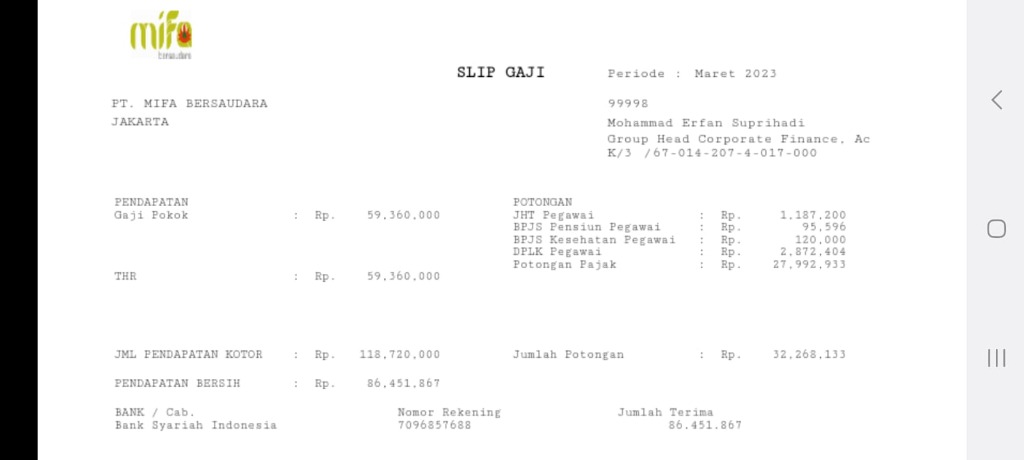 mifa
bersaudara
SLIP GAJI Periode : Maret 2023
PT. MIFA BERSAUDARA 99998
JAKARTA Mohammad Erfan Suprihadi
Group Head Corporate Finance, Ac
K/3 /67-014-207-4-017-000
PENDAPATAN POTONGAN
Gaji Pokok : Rp. 59,360,000 JHT Pegawai : Rp. 1,187,200
BPJS Pensiun Pegawai : Rp. 95,596
BPJS Kesehatan Pegawai : Rp. 120,000
DPLK Pegawai : Rp. 2,872,404
Potongan Pajak : Rp. 27,992,933
THR : Rp. 59,360,000
JML PENDAPATAN KOTOR : Rp. 118,720,000 Jumlah Potongan : Rp. 32,268,133
PENDAPATAN BERSIH : Rp. 86,451,867
BANK / Cab. Nomor Rekening Jumlah Terima
Bank Syariah Indonesia 7096857688 86.451.867